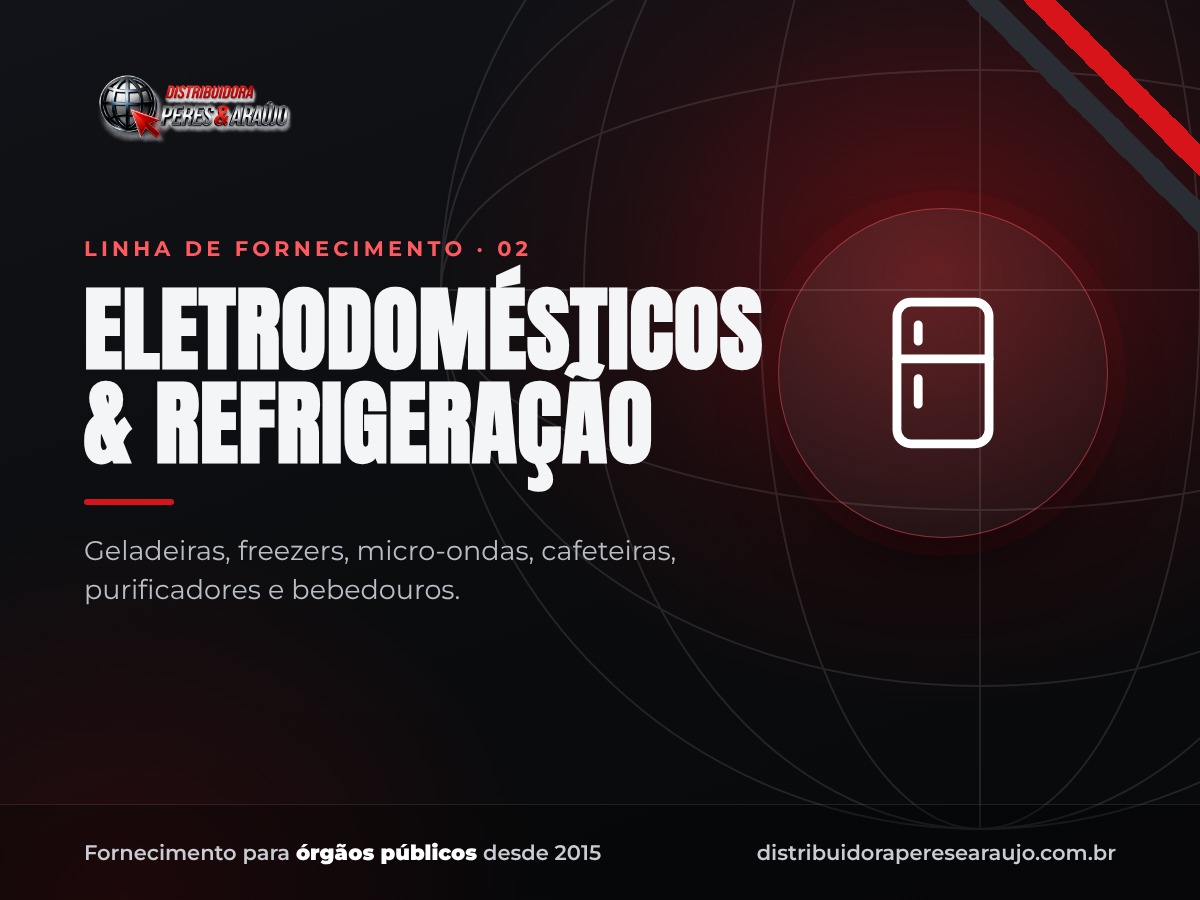 DISTRIBUIDORA
PERES & ARAÚJO
LINHA DE FORNECIMENTO · 02
ELETRODOMÉSTICOS
& REFRIGERAÇÃO
Geladeiras, freezers, micro-ondas, cafeteiras,
purificadores e bebedouros.
Fornecimento para órgãos públicos desde 2015
distribuidoraperesearaujo.com.br